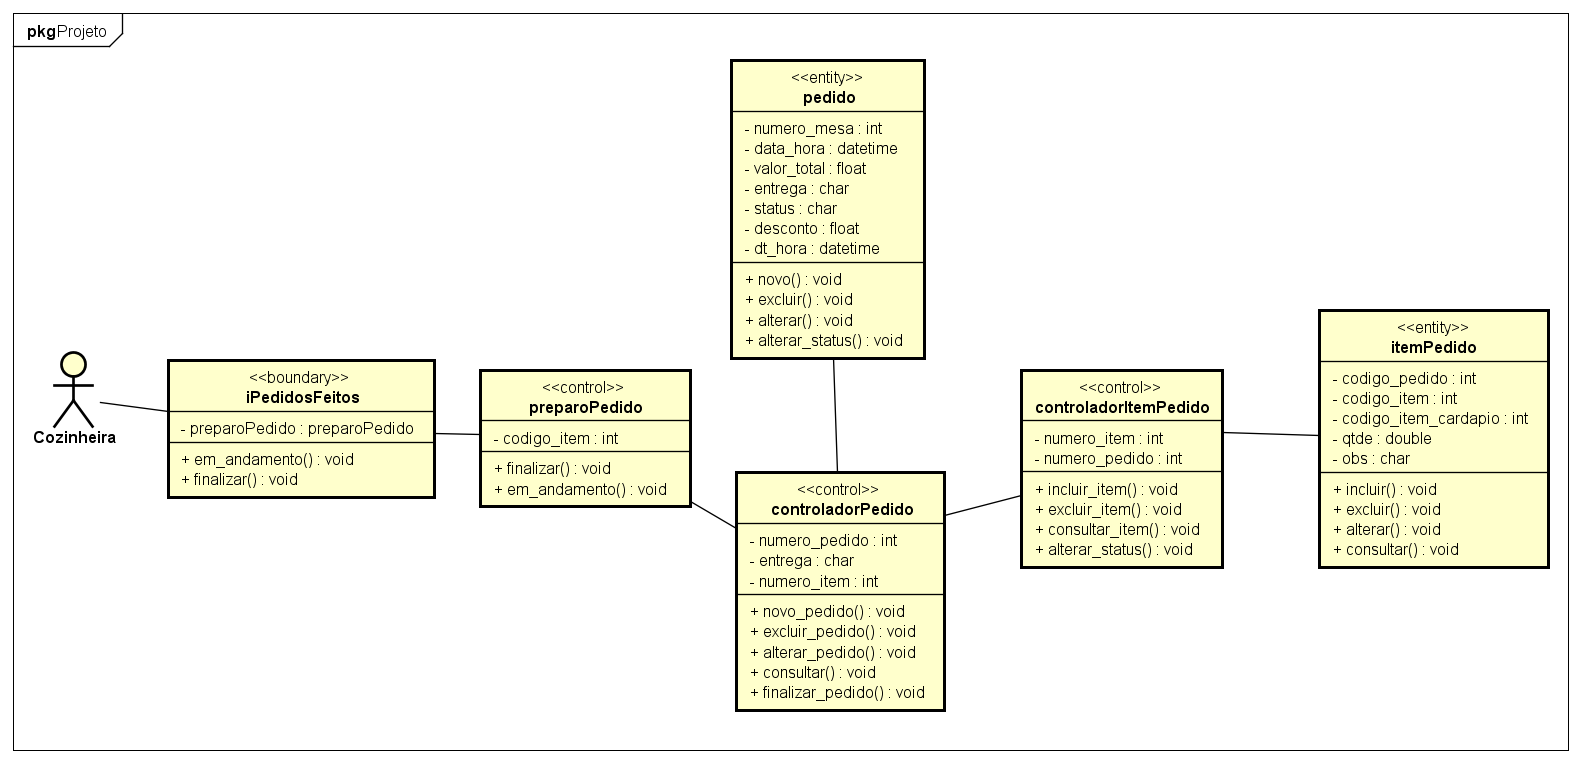 pkg Projeto
Cozinheira
<<boundary>>
iPedidosFeitos
- preparoPedido : preparoPedido
+ em_andamento() : void
+ finalizar() : void
<<control>>
preparoPedido
- codigo_item : int
+ finalizar() : void
+ em_andamento() : void
<<entity>>
pedido
- numero_mesa : int
- data_hora : datetime
- valor_total : float
- entrega : char
- status : char
- desconto : float
- dt_hora : datetime
+ novo() : void
+ excluir() : void
+ alterar() : void
+ alterar_status() : void
<<control>>
controladorPedido
- numero_pedido : int
- entrega : char
- numero_item : int
+ novo_pedido() : void
+ excluir_pedido() : void
+ alterar_pedido() : void
+ consultar() : void
+ finalizar_pedido() : void
<<control>>
controladorItemPedido
- numero_item : int
- numero_pedido : int
+ incluir_item() : void
+ excluir_item() : void
+ consultar_item() : void
+ alterar_status() : void
<<entity>>
itemPedido
- codigo_pedido : int
- codigo_item : int
- codigo_item_cardapio : int
- qtde : double
- obs : char
+ incluir() : void
+ excluir() : void
+ alterar() : void
+ consultar() : void